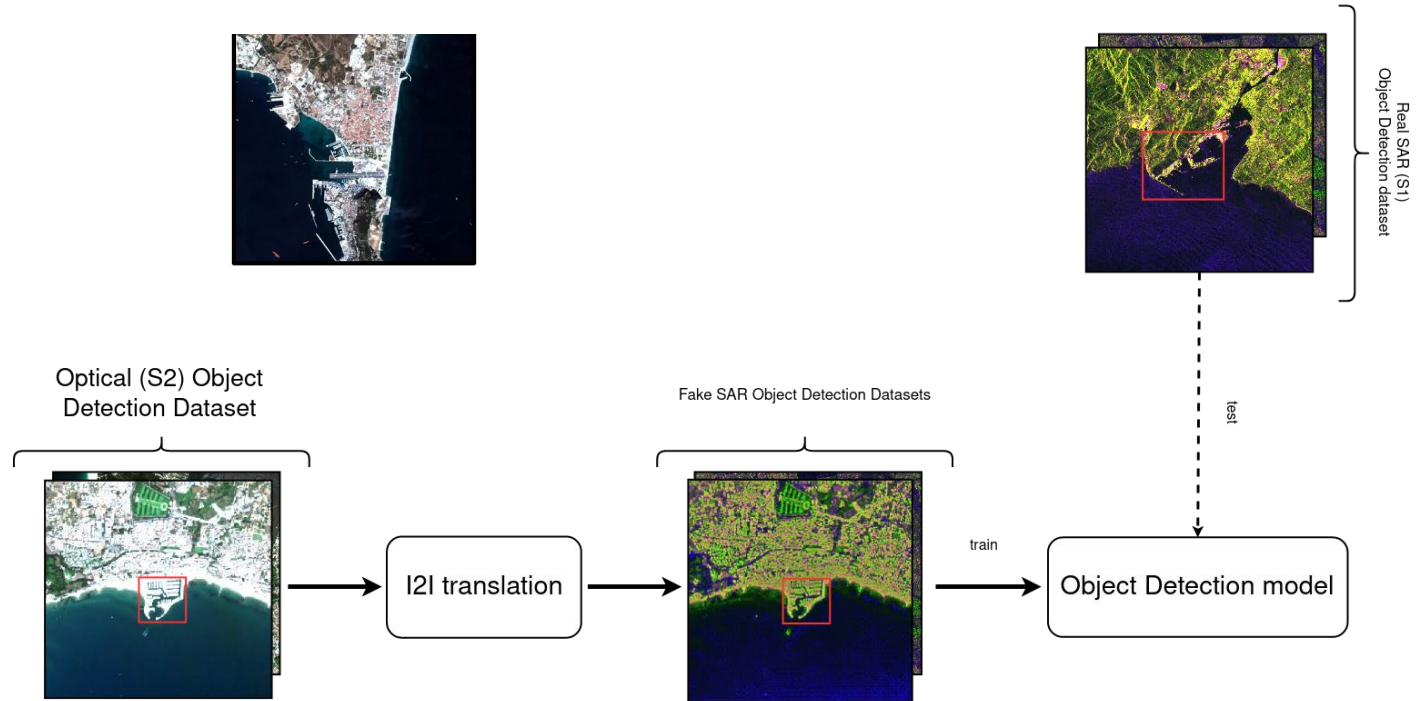 Real SAR (S1)
Object Detection dataset
Optical (S2) Object
Detection Dataset
Fake SAR Object Detection Datasets
test
train
I2I translation
Object Detection model